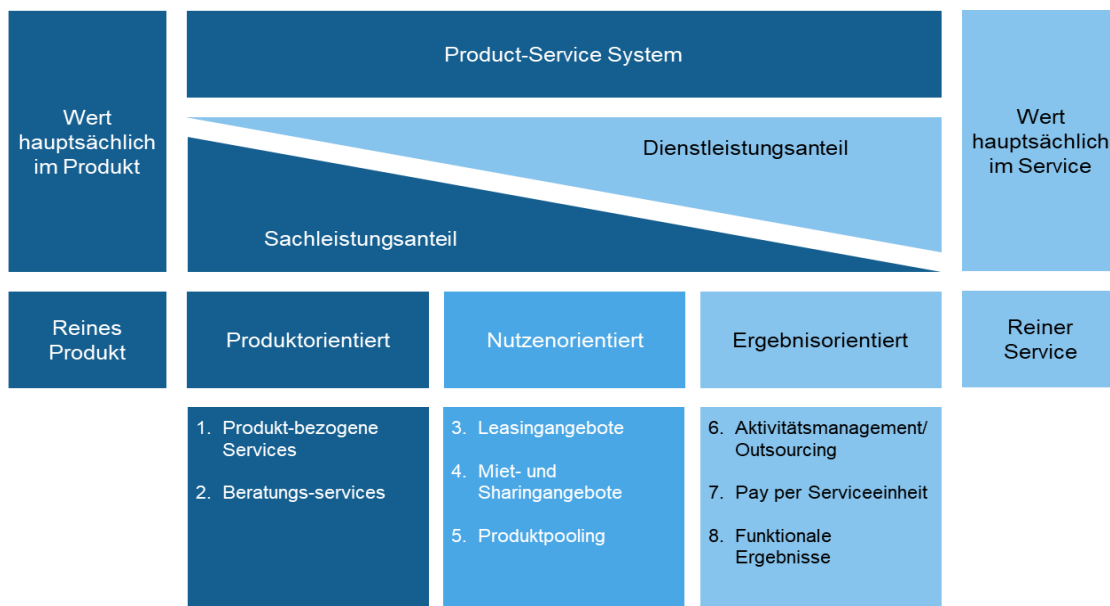 Product-Service System
Wert
hauptsächlich
im Produkt
Dienstleistungsanteil
Sachleistungsanteil
Wert
hauptsächlich
im Service
Reines
Produkt
Produktorientiert
Nutzenorientiert
Ergebnisorientiert
Reiner
Service
1. Produkt-bezogene
Services
2. Beratungs-services
3. Leasingangebote
4. Miet- und
Sharingangebote
5. Produktpooling
6. Aktivitätsmanagement/
Outsourcing
7. Pay per Serviceeinheit
8. Funktionale
Ergebnisse